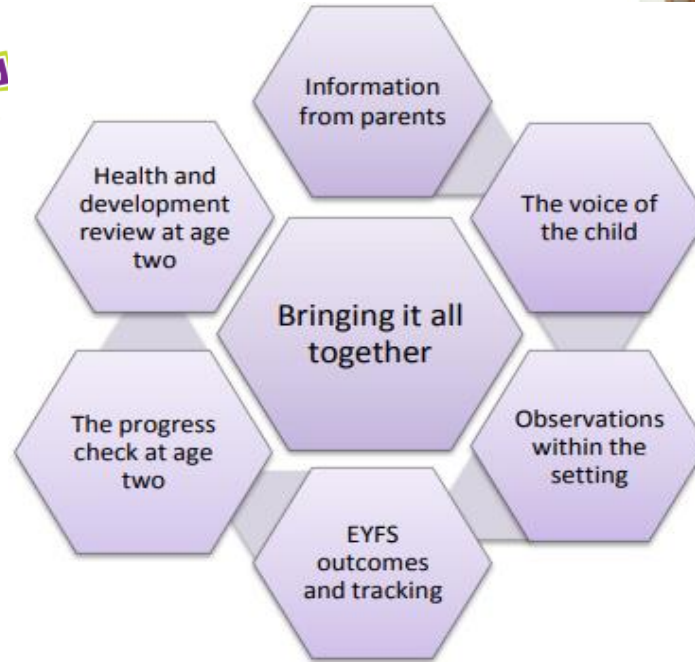 Information
from parents
The voice of
the child
Observations
within the
setting
EYFS
outcomes
and tracking
The progress
check at age
two
Health and
development
review at age
two
Bringing it all
together